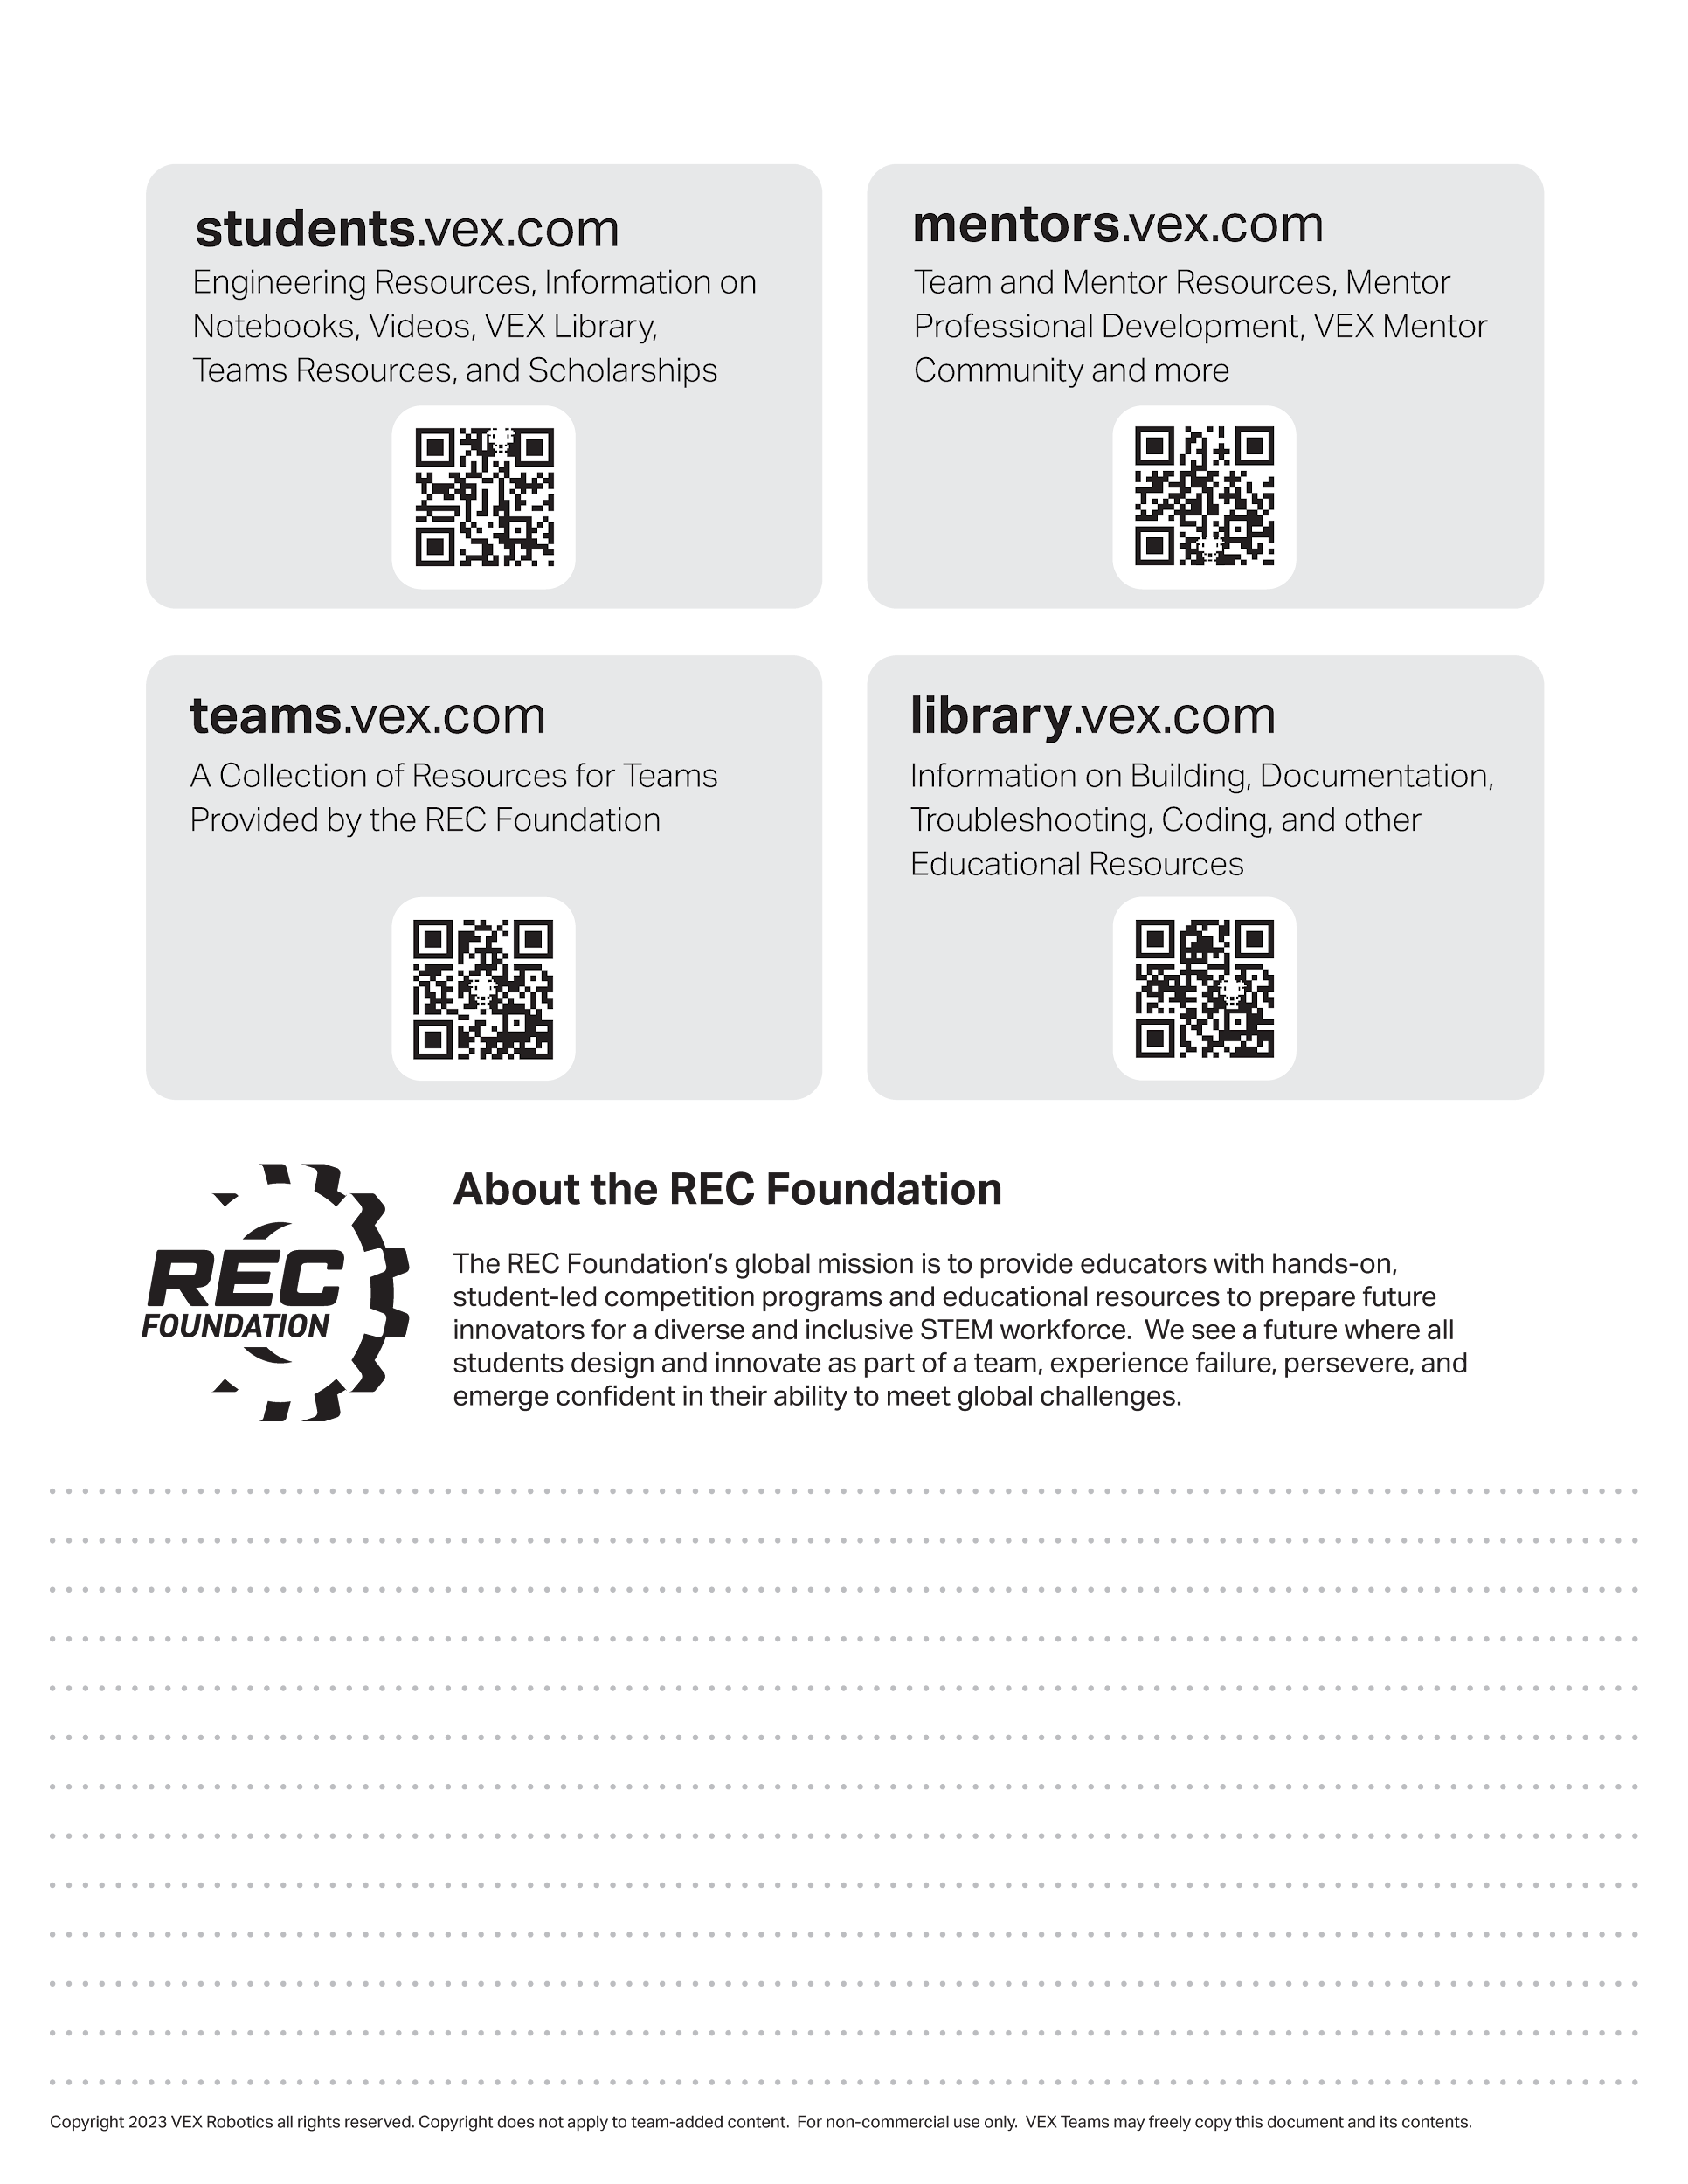 students.vex.com
Engineering Resources, Information on
Notebooks, Videos, VEX Library,
Teams Resources, and Scholarships
mentors.vex.com
Team and Mentor Resources, Mentor
Professional Development, VEX Mentor
Community and more
teams.vex.com
A Collection of Resources for Teams
Provided by the REC Foundation
library.vex.com
Information on Building, Documentation,
Troubleshooting, Coding, and other
Educational Resources
REC
FOUNDATION
About the REC Foundation
The REC Foundation’s global mission is to provide educators with hands-on,
student-led competition programs and educational resources to prepare future
innovators for a diverse and inclusive STEM workforce.  We see a future where all
students design and innovate as part of a team, experience failure, persevere, and
emerge confident in their ability to meet global challenges.
Copyright 2023 VEX Robotics all rights reserved. Copyright does not apply to team-added content.  For non-commercial use only.  VEX Teams may freely copy this document and its contents.